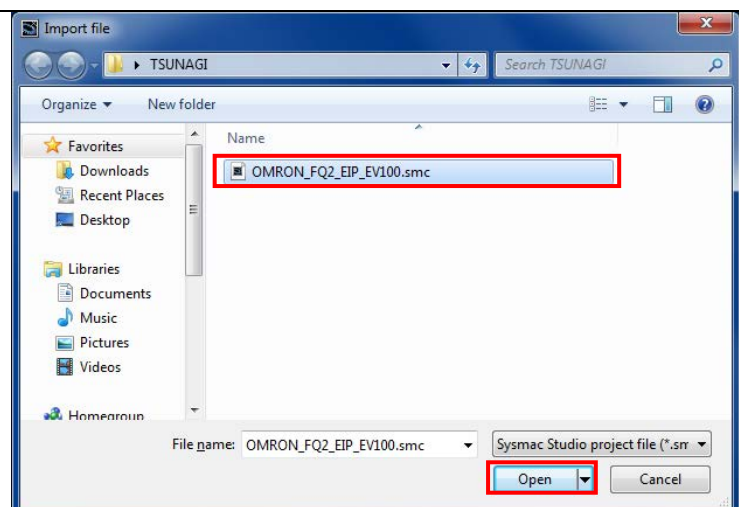 Import file
TSUNAGI
Search TSUNAGI
Organize
New folder
Name
Favorites
OMRON_FQ2_EIP_EV100.smc
Downloads
Recent Places
Desktop
Libraries
Documents
Music
Pictures
Videos
Homegroup
File name: OMRON_FQ2_EIP_EV100.smc
Sysmac Studio project file (*.sm
Open
Cancel